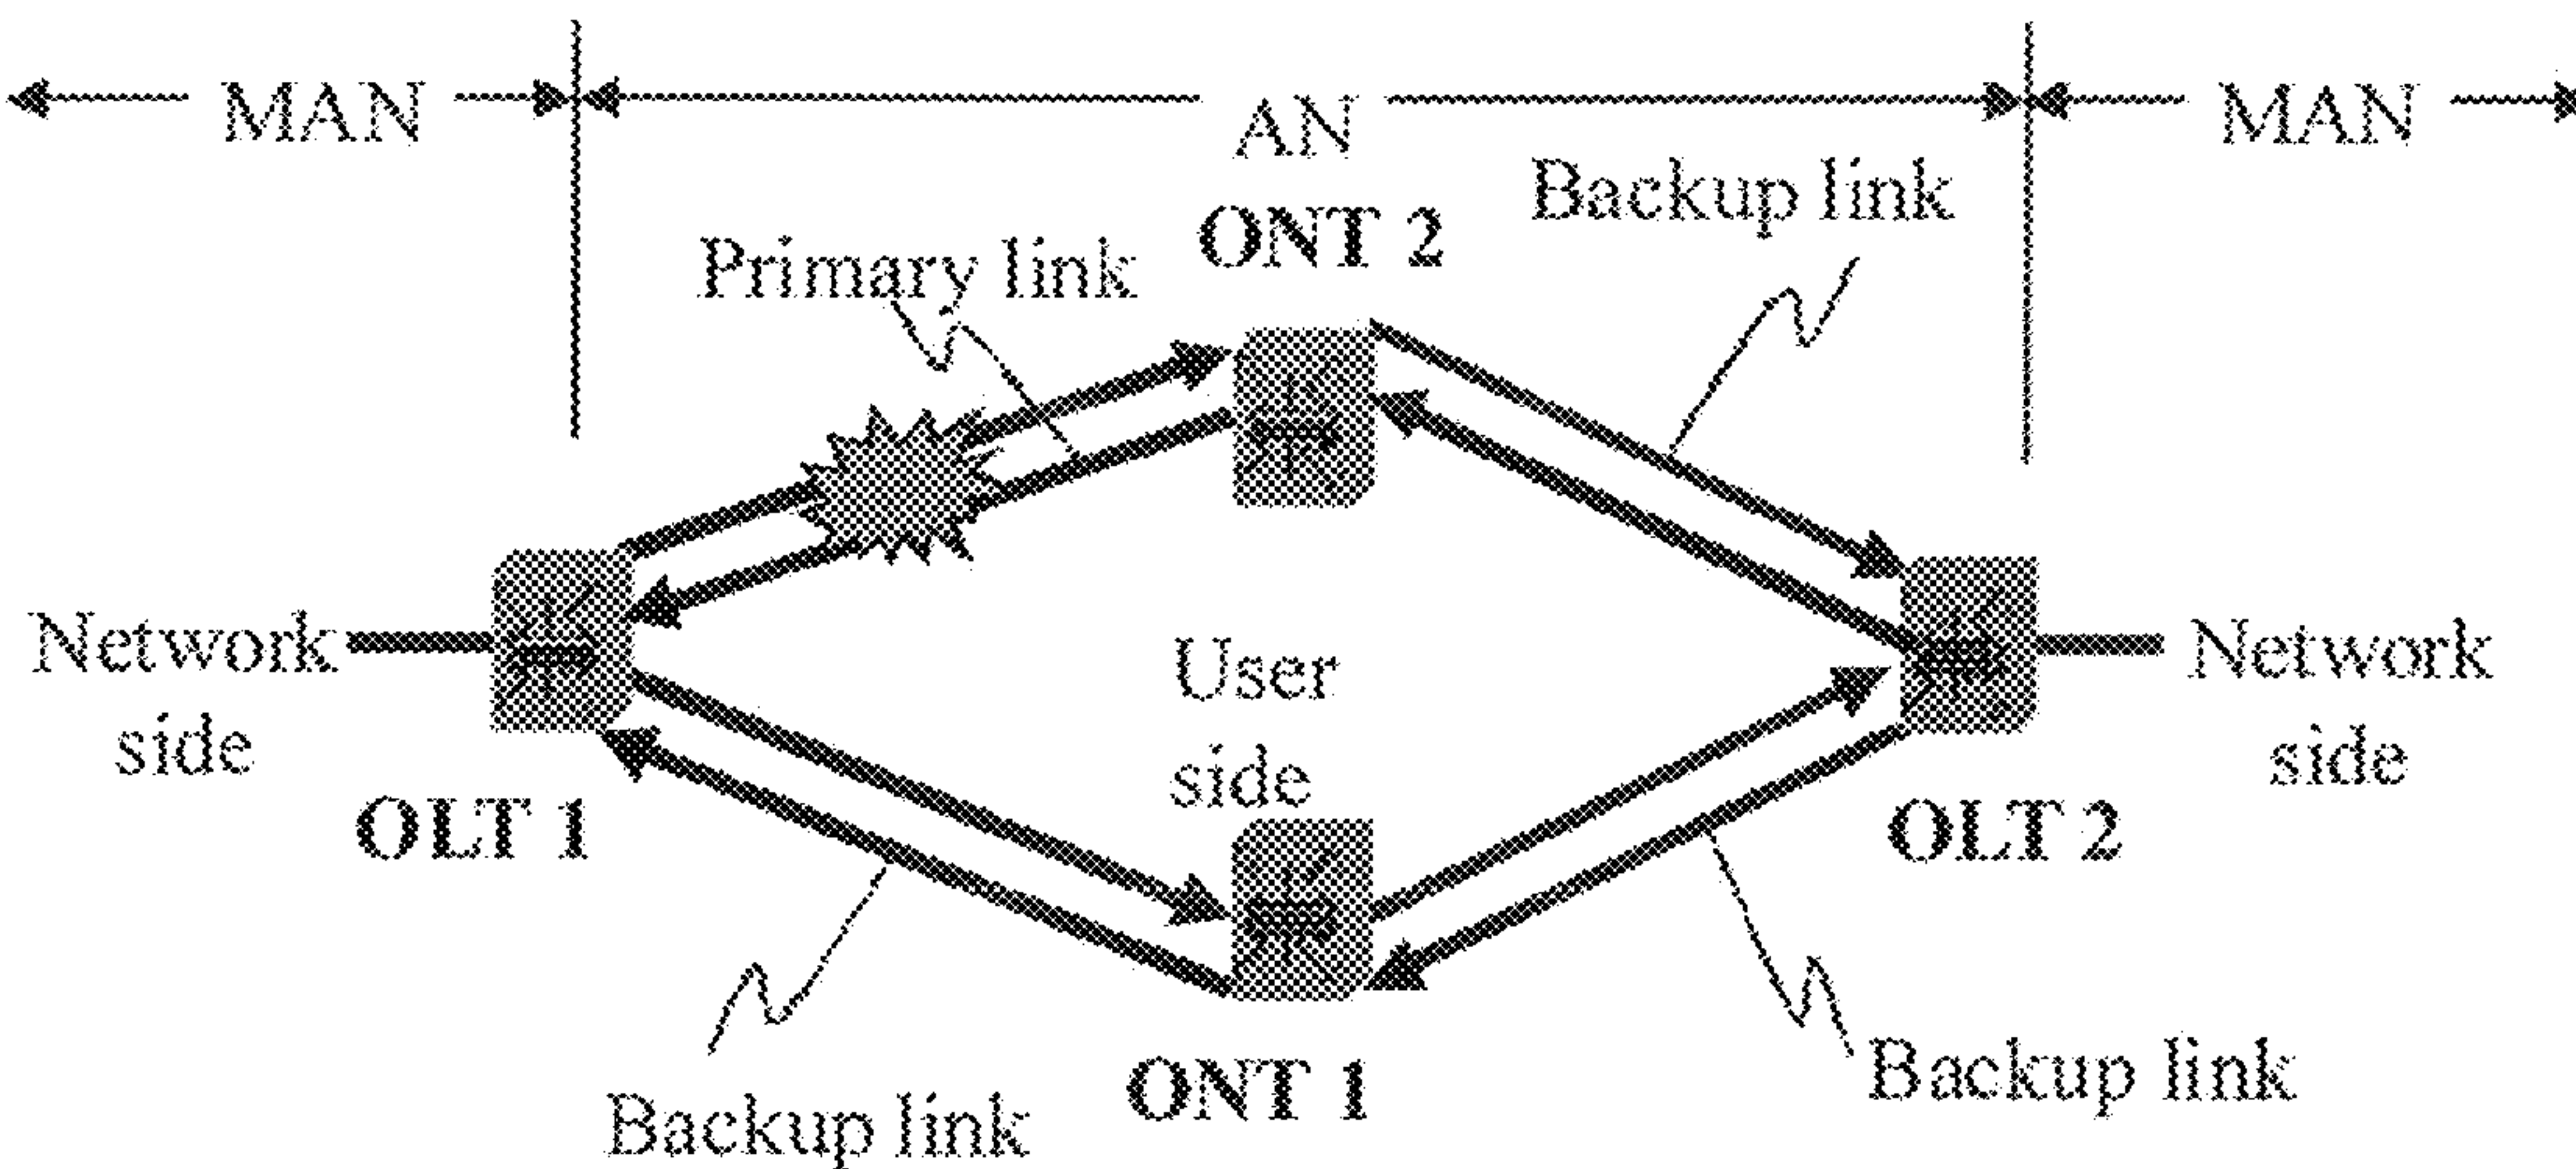 MAN
AN
MAN
Backup link
ONT 2
Primary link
Network
side
User
side
Network
side
OLT 1
OLT 2
ONT 1
Backup link
Backup link